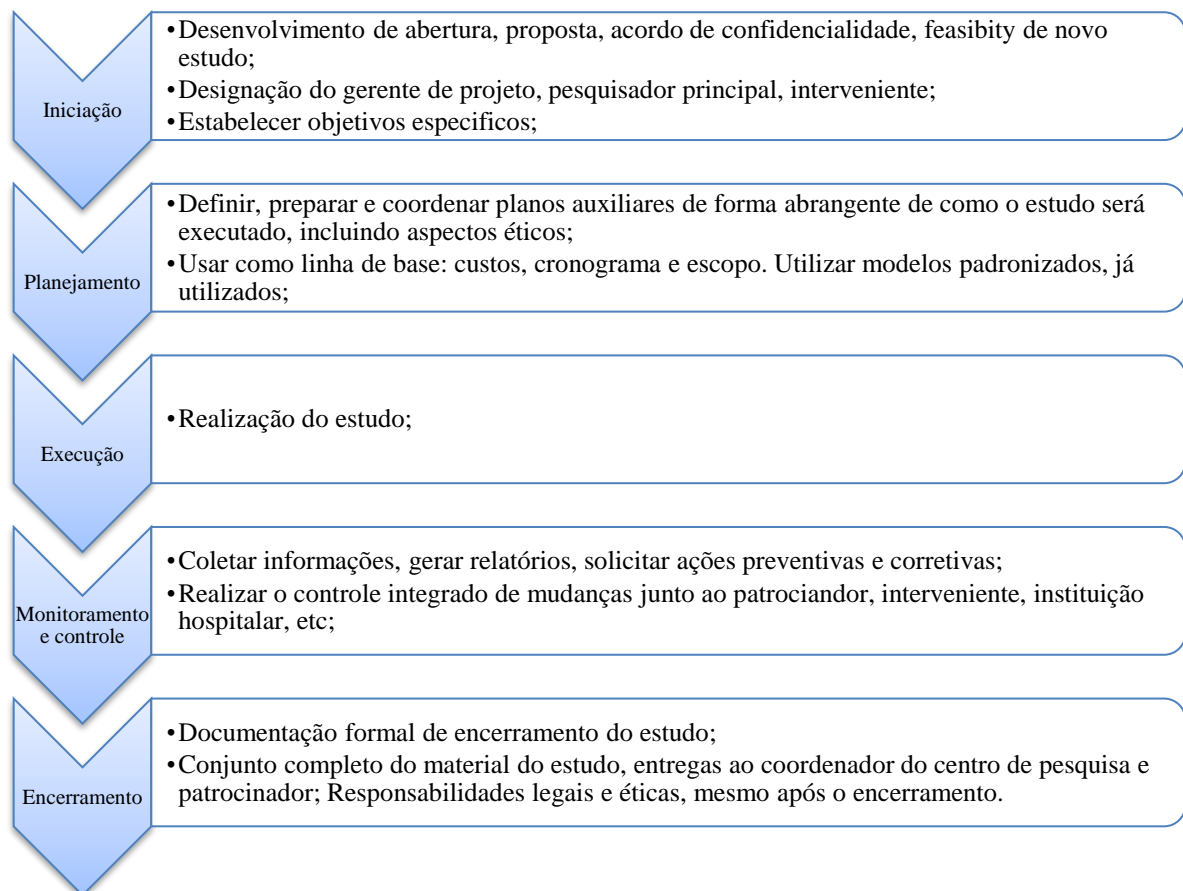 Iniciação
•Desenvolvimento de abertura, proposta, acordo de confidencialidade, feasibity de novo
estudo;
•Designação do gerente de projeto, pesquisador principal, interveniente;
•Estabelecer objetivos especificos;
Planejamento
•Definir, preparar e coordenar planos auxiliares de forma abrangente de como o estudo será
executado, incluindo aspectos éticos;
•Usar como linha de base: custos, cronograma e escopo. Utilizar modelos padronizados, já
utilizados;
Execução
•Realização do estudo;
Monitoramento
e controle
•Coletar informações, gerar relatórios, solicitar ações preventivas e corretivas;
•Realizar o controle integrado de mudanças junto ao patrociandor, interveniente, instituição
hospitalar, etc;
Encerramento
•Documentação formal de encerramento do estudo;
•Conjunto completo do material do estudo, entregas ao coordenador do centro de pesquisa e
patrocinador; Responsabilidades legais e éticas, mesmo após o encerramento.